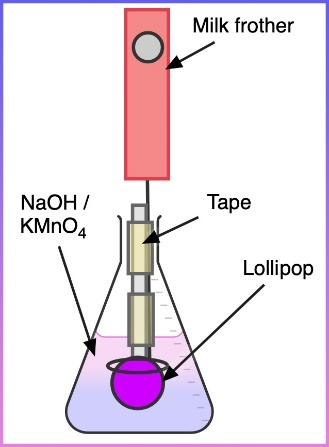 Milk frother
NaOH /
KMnO₄
Tape
Lollipop